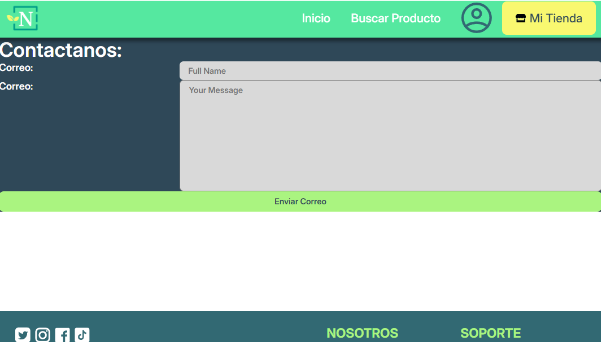 N
Inicio
Buscar Producto
Mi Tienda
Contactanos:
Correo:
Full Name
Correo:
Your Message
Enviar Correo
NOSOTROS
SOPORTE